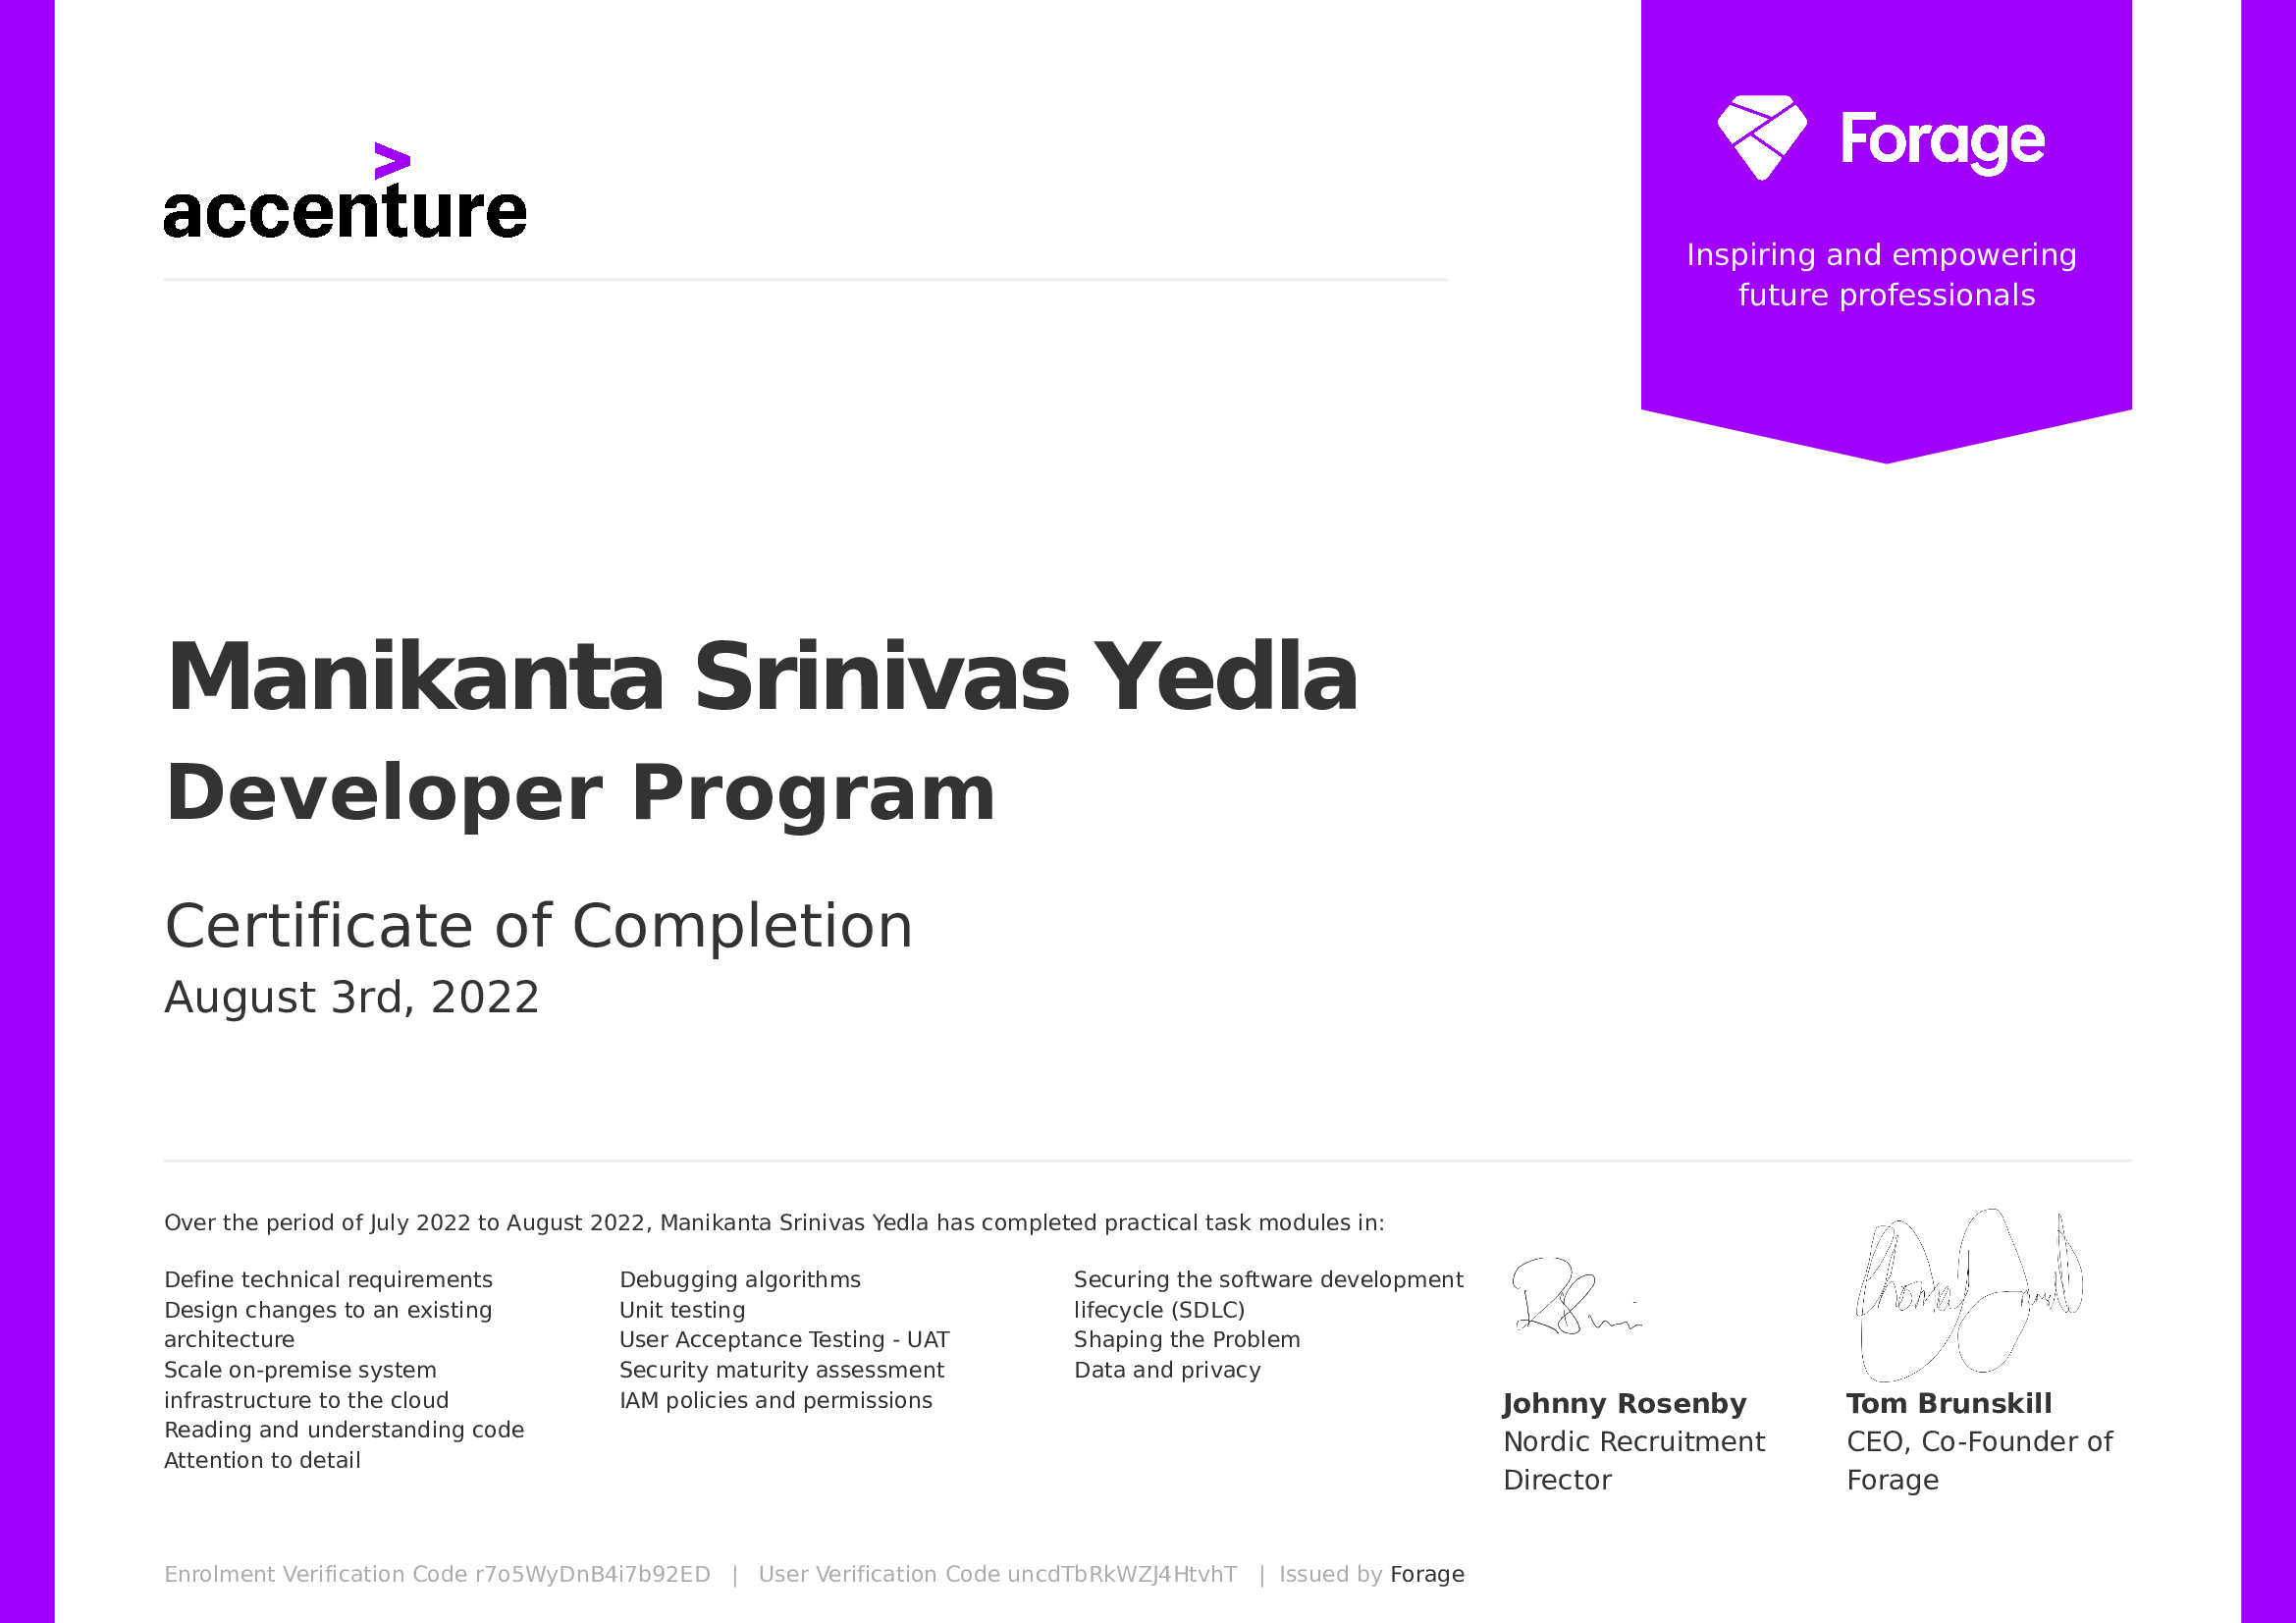 accenture
>
Forage
Inspiring and empowering
future professionals
Manikanta Srinivas Yedla
Developer Program
Certificate of Completion
August 3rd, 2022
Over the period of July 2022 to August 2022, Manikanta Srinivas Yedla has completed practical task modules in:
Define technical requirements
Design changes to an existing
architecture
Scale on-premise system
infrastructure to the cloud
Reading and understanding code
Attention to detail
Debugging algorithms
Unit testing
User Acceptance Testing - UAT
Security maturity assessment
IAM policies and permissions
Securing the software development
lifecycle (SDLC)
Shaping the Problem
Data and privacy
Johnny Rosenby
Nordic Recruitment
Director
Tom Brunskill
CEO, Co-Founder of
Forage
Enrolment Verification Code r7o5WyDnB4i7b92ED | User Verification Code uncdTbRkWZJ4HtvhT | Issued by Forage